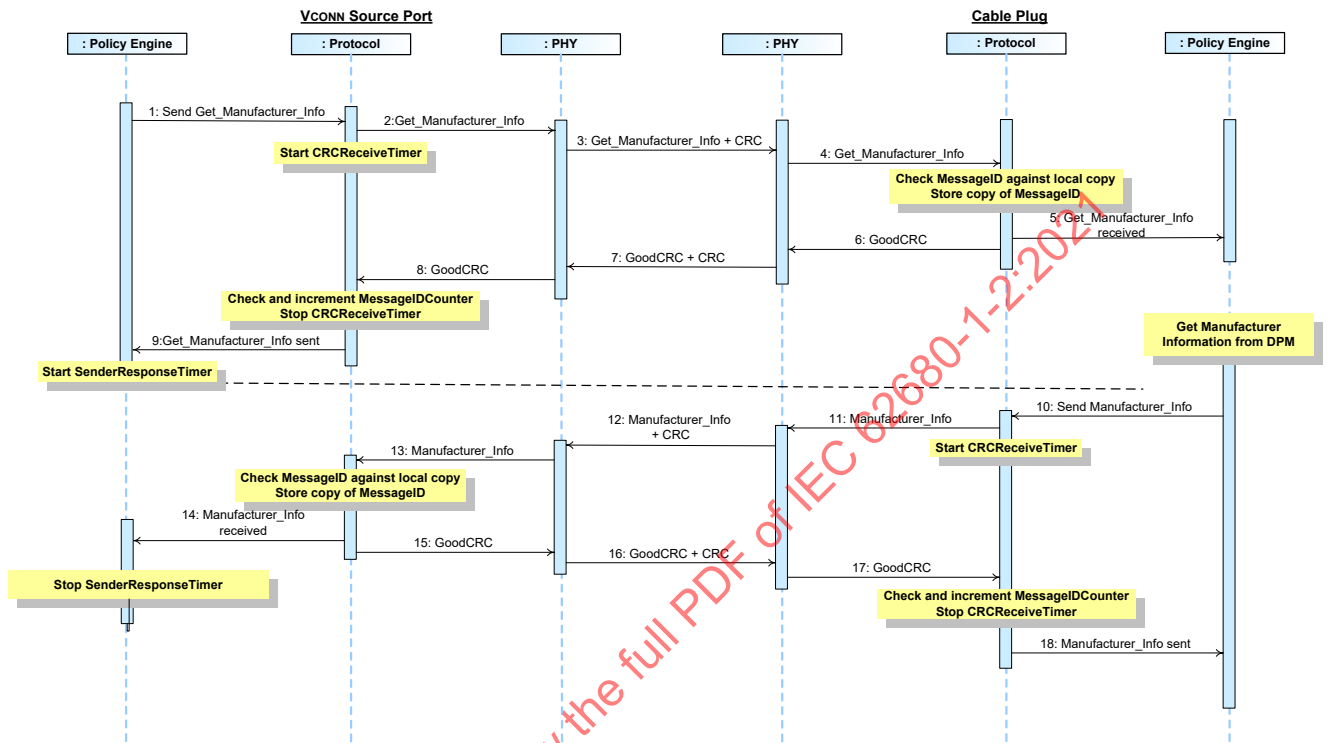 VCONN Source Port
Cable Plug
: Policy Engine
: Protocol
: PHY
: PHY
: Protocol
: Policy Engine
1: Send Get_Manufacturer_Info
2:Get_Manufacturer_Info
Start CRCReceiveTimer
3: Get_Manufacturer_Info + CRC
4: Get_Manufacturer_Info
Check MessageID against local copy
Store copy of MessageID
5: Get_Manufacturer_Info
received
6: GoodCRC
7: GoodCRC + CRC
8: GoodCRC
Check and increment MessageIDCounter
Stop CRCReceiveTimer
9:Get_Manufacturer_Info sent
Start SenderResponseTimer
Get Manufacturer
Information from DPM
10: Send Manufacturer_Info
11: Manufacturer_Info
Start CRCReceiveTimer
12: Manufacturer_Info
+ CRC
13: Manufacturer_Info
Check MessageID against local copy
Store copy of MessageID
14: Manufacturer_Info
received
15: GoodCRC
16: GoodCRC + CRC
17: GoodCRC
Stop SenderResponseTimer
Check and increment MessageIDCounter
Stop CRCReceiveTimer
18: Manufacturer_Info sent
the full PDF of IEC 62680-1-2:2021